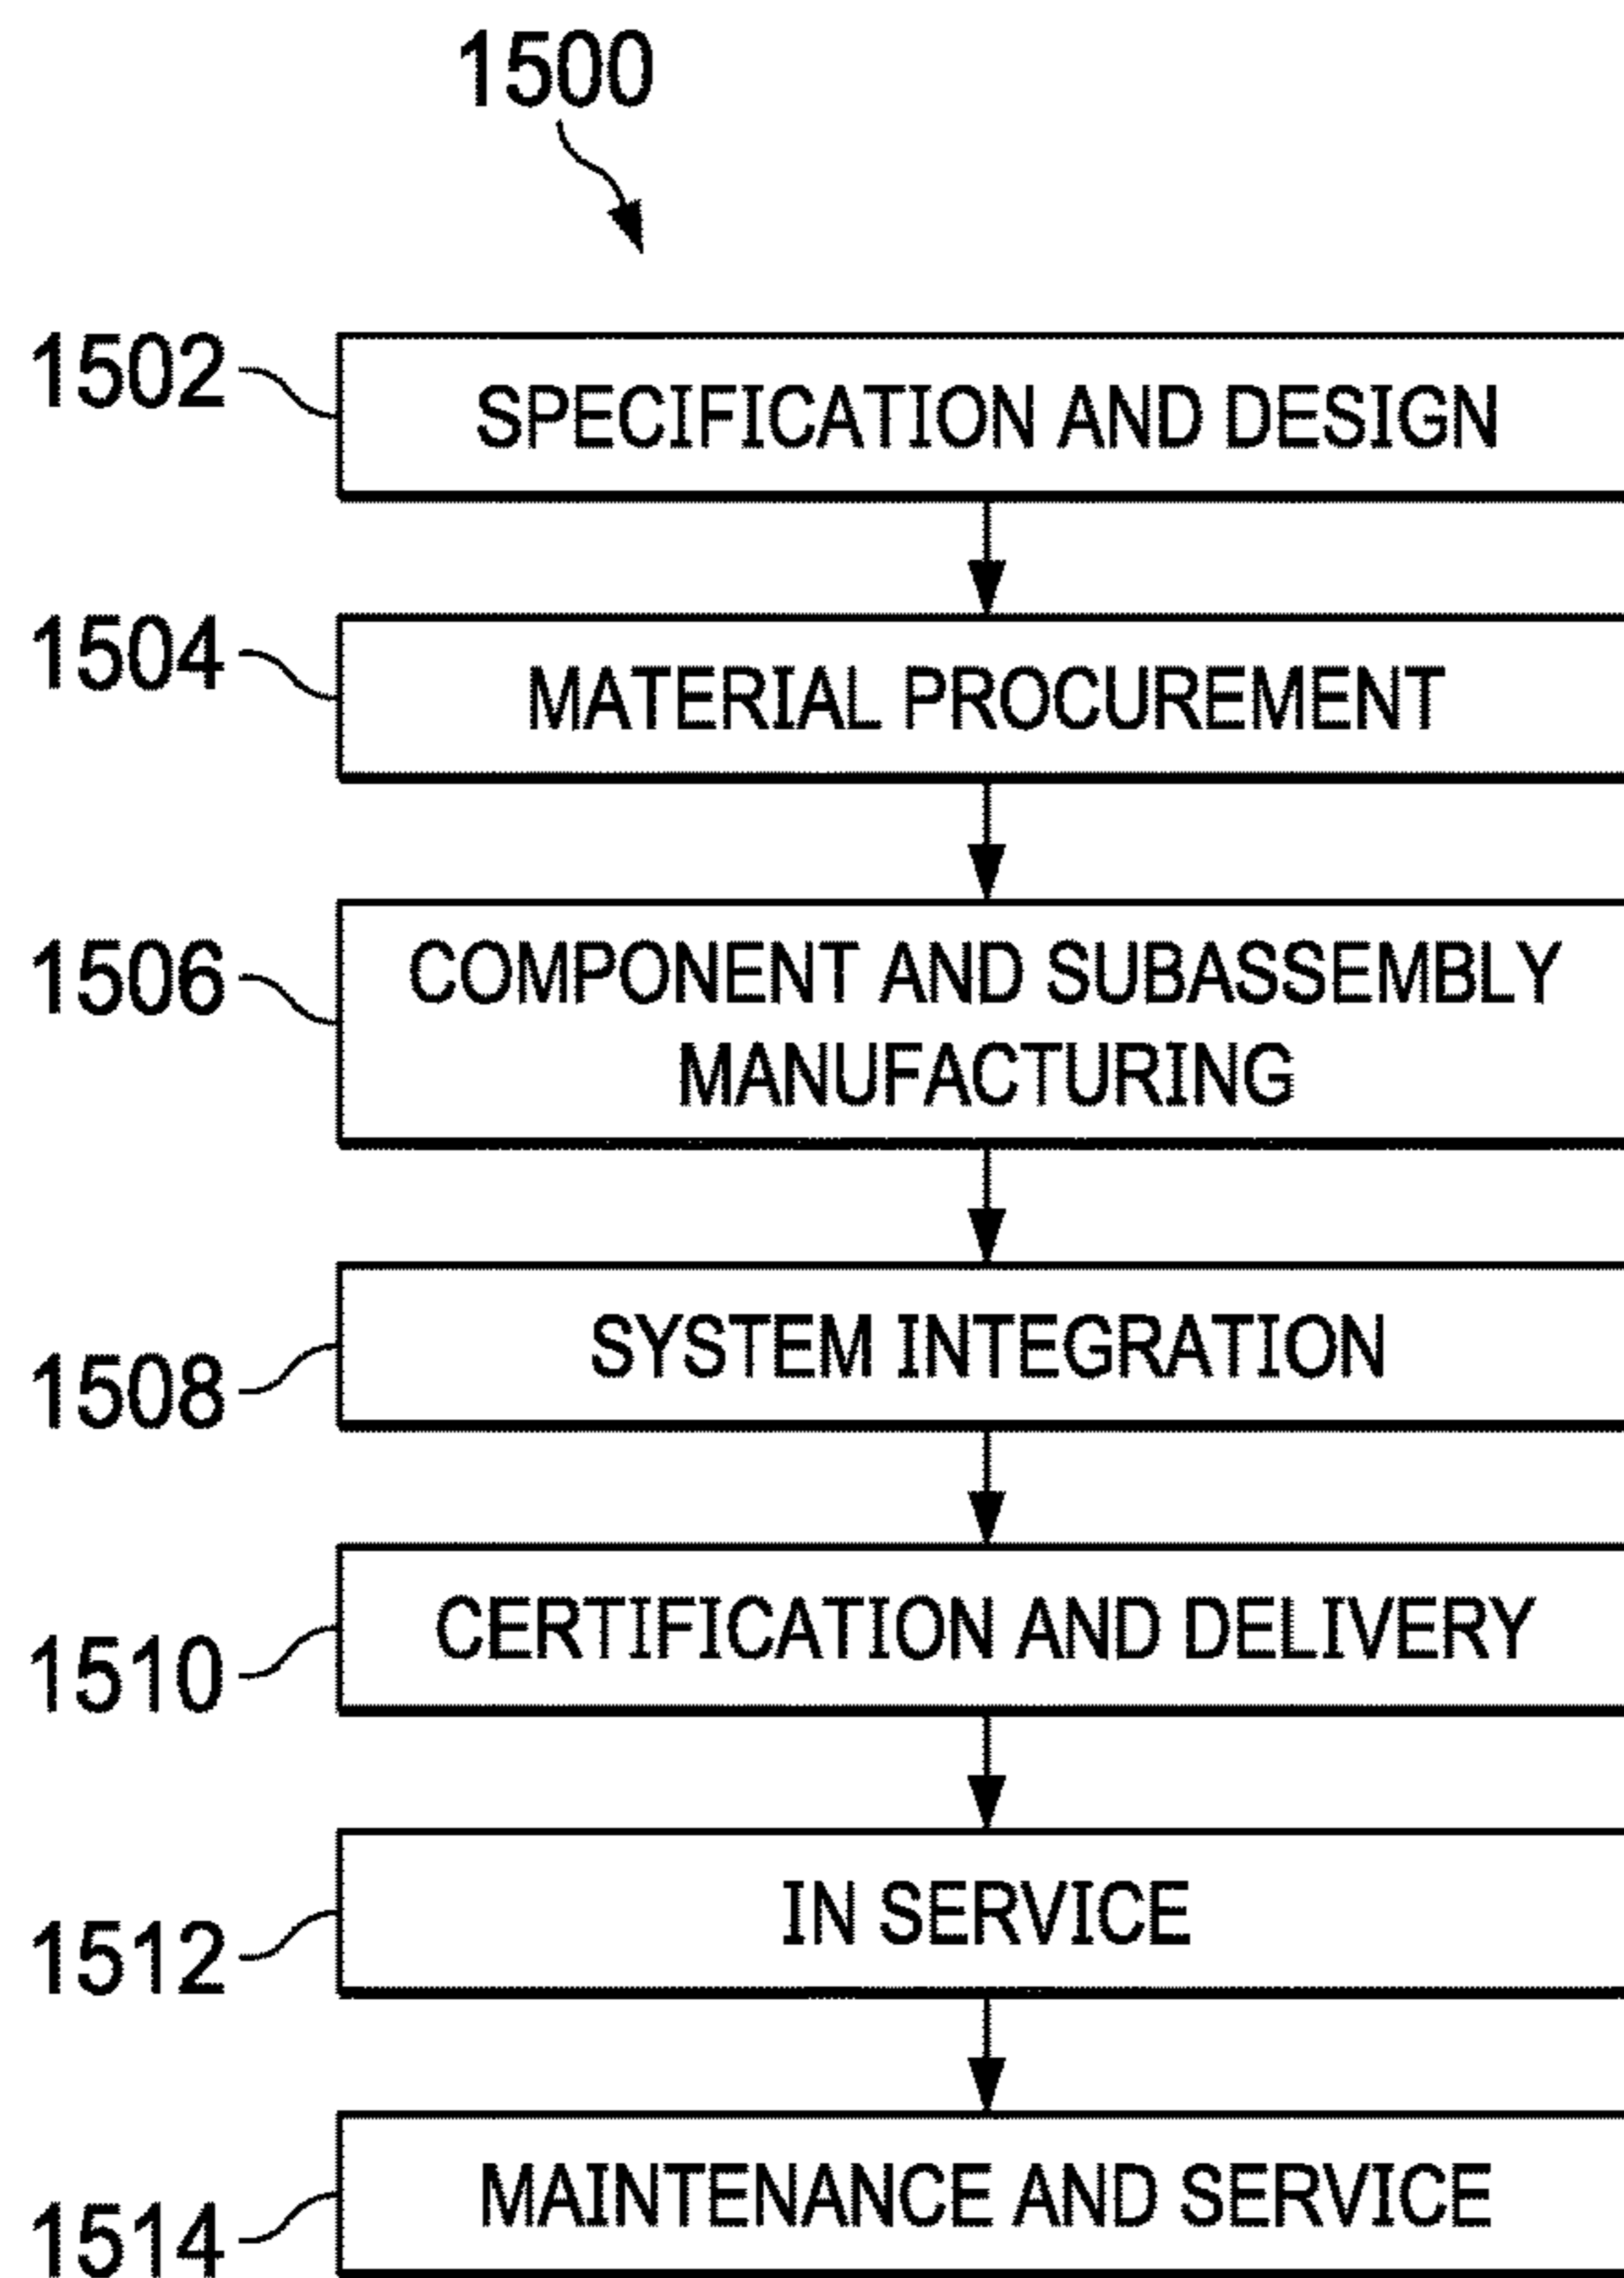 1500
1502
SPECIFICATION AND DESIGN
1504
MATERIAL PROCUREMENT
1506
COMPONENT AND SUBASSEMBLY
MANUFACTURING
1508
SYSTEM INTEGRATION
1510
CERTIFICATION AND DELIVERY
1512
IN SERVICE
1514
MAINTENANCE AND SERVICE